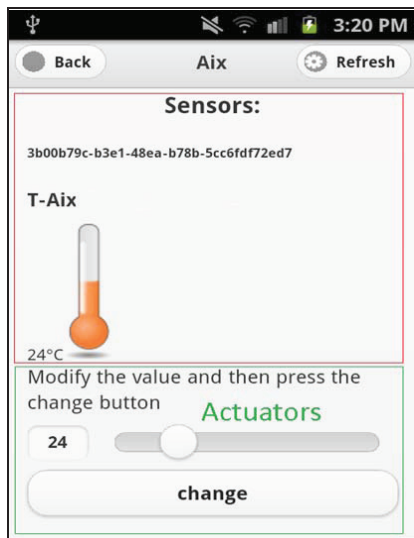 3:20 PM
Back Aix Refresh
Sensors:
3b00b79c-b3e1-48ea-b78b-5cc6fdf72ed7
T-Aix
24°C
Modify the value and then press the
change button
Actuators
24
change